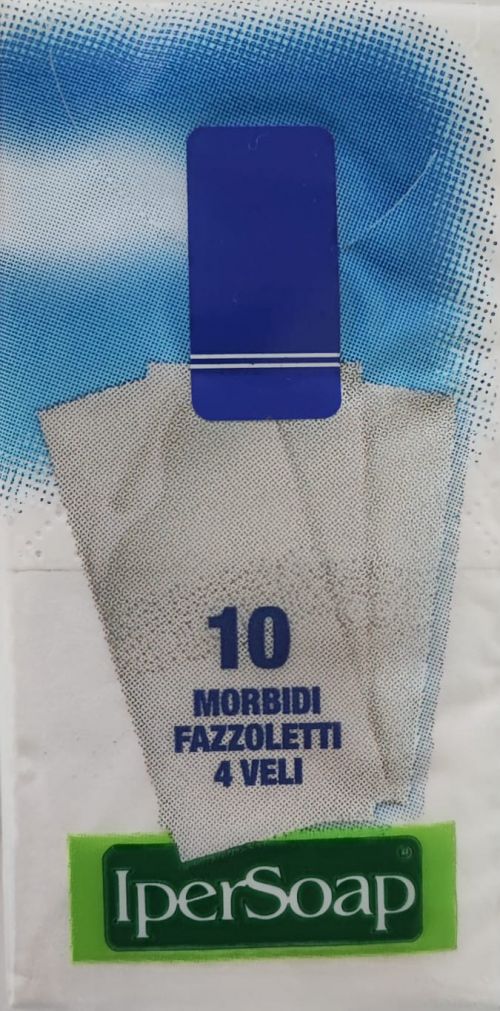 10
MORBIDI
FAZZOLETTI
4 VELI
IperSoap